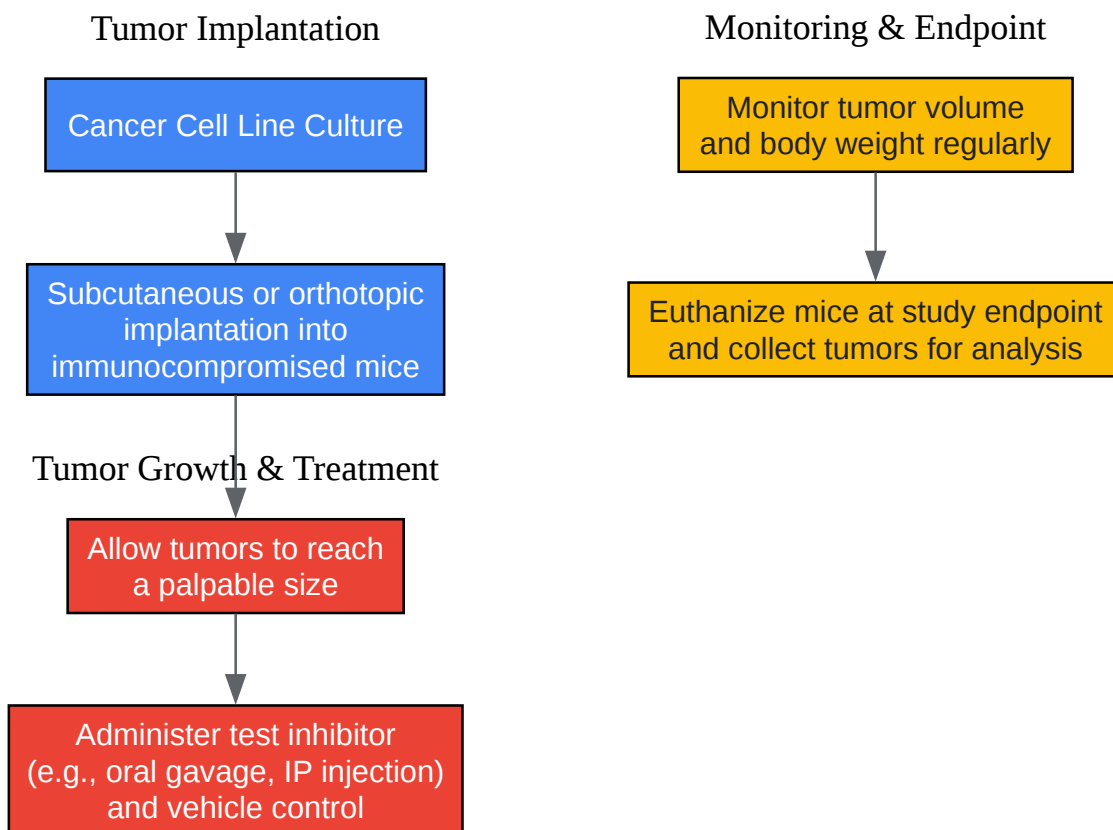 Tumor Implantation
Cancer Cell Line Culture
Subcutaneous or orthotopic
implantation into
immunocompromised mice
Tumor Growth & Treatment
Allow tumors to reach
a palpable size
Administer test inhibitor
(e.g., oral gavage, IP injection)
and vehicle control
Monitoring & Endpoint
Monitor tumor volume
and body weight regularly
Euthanize mice at study endpoint
and collect tumors for analysis